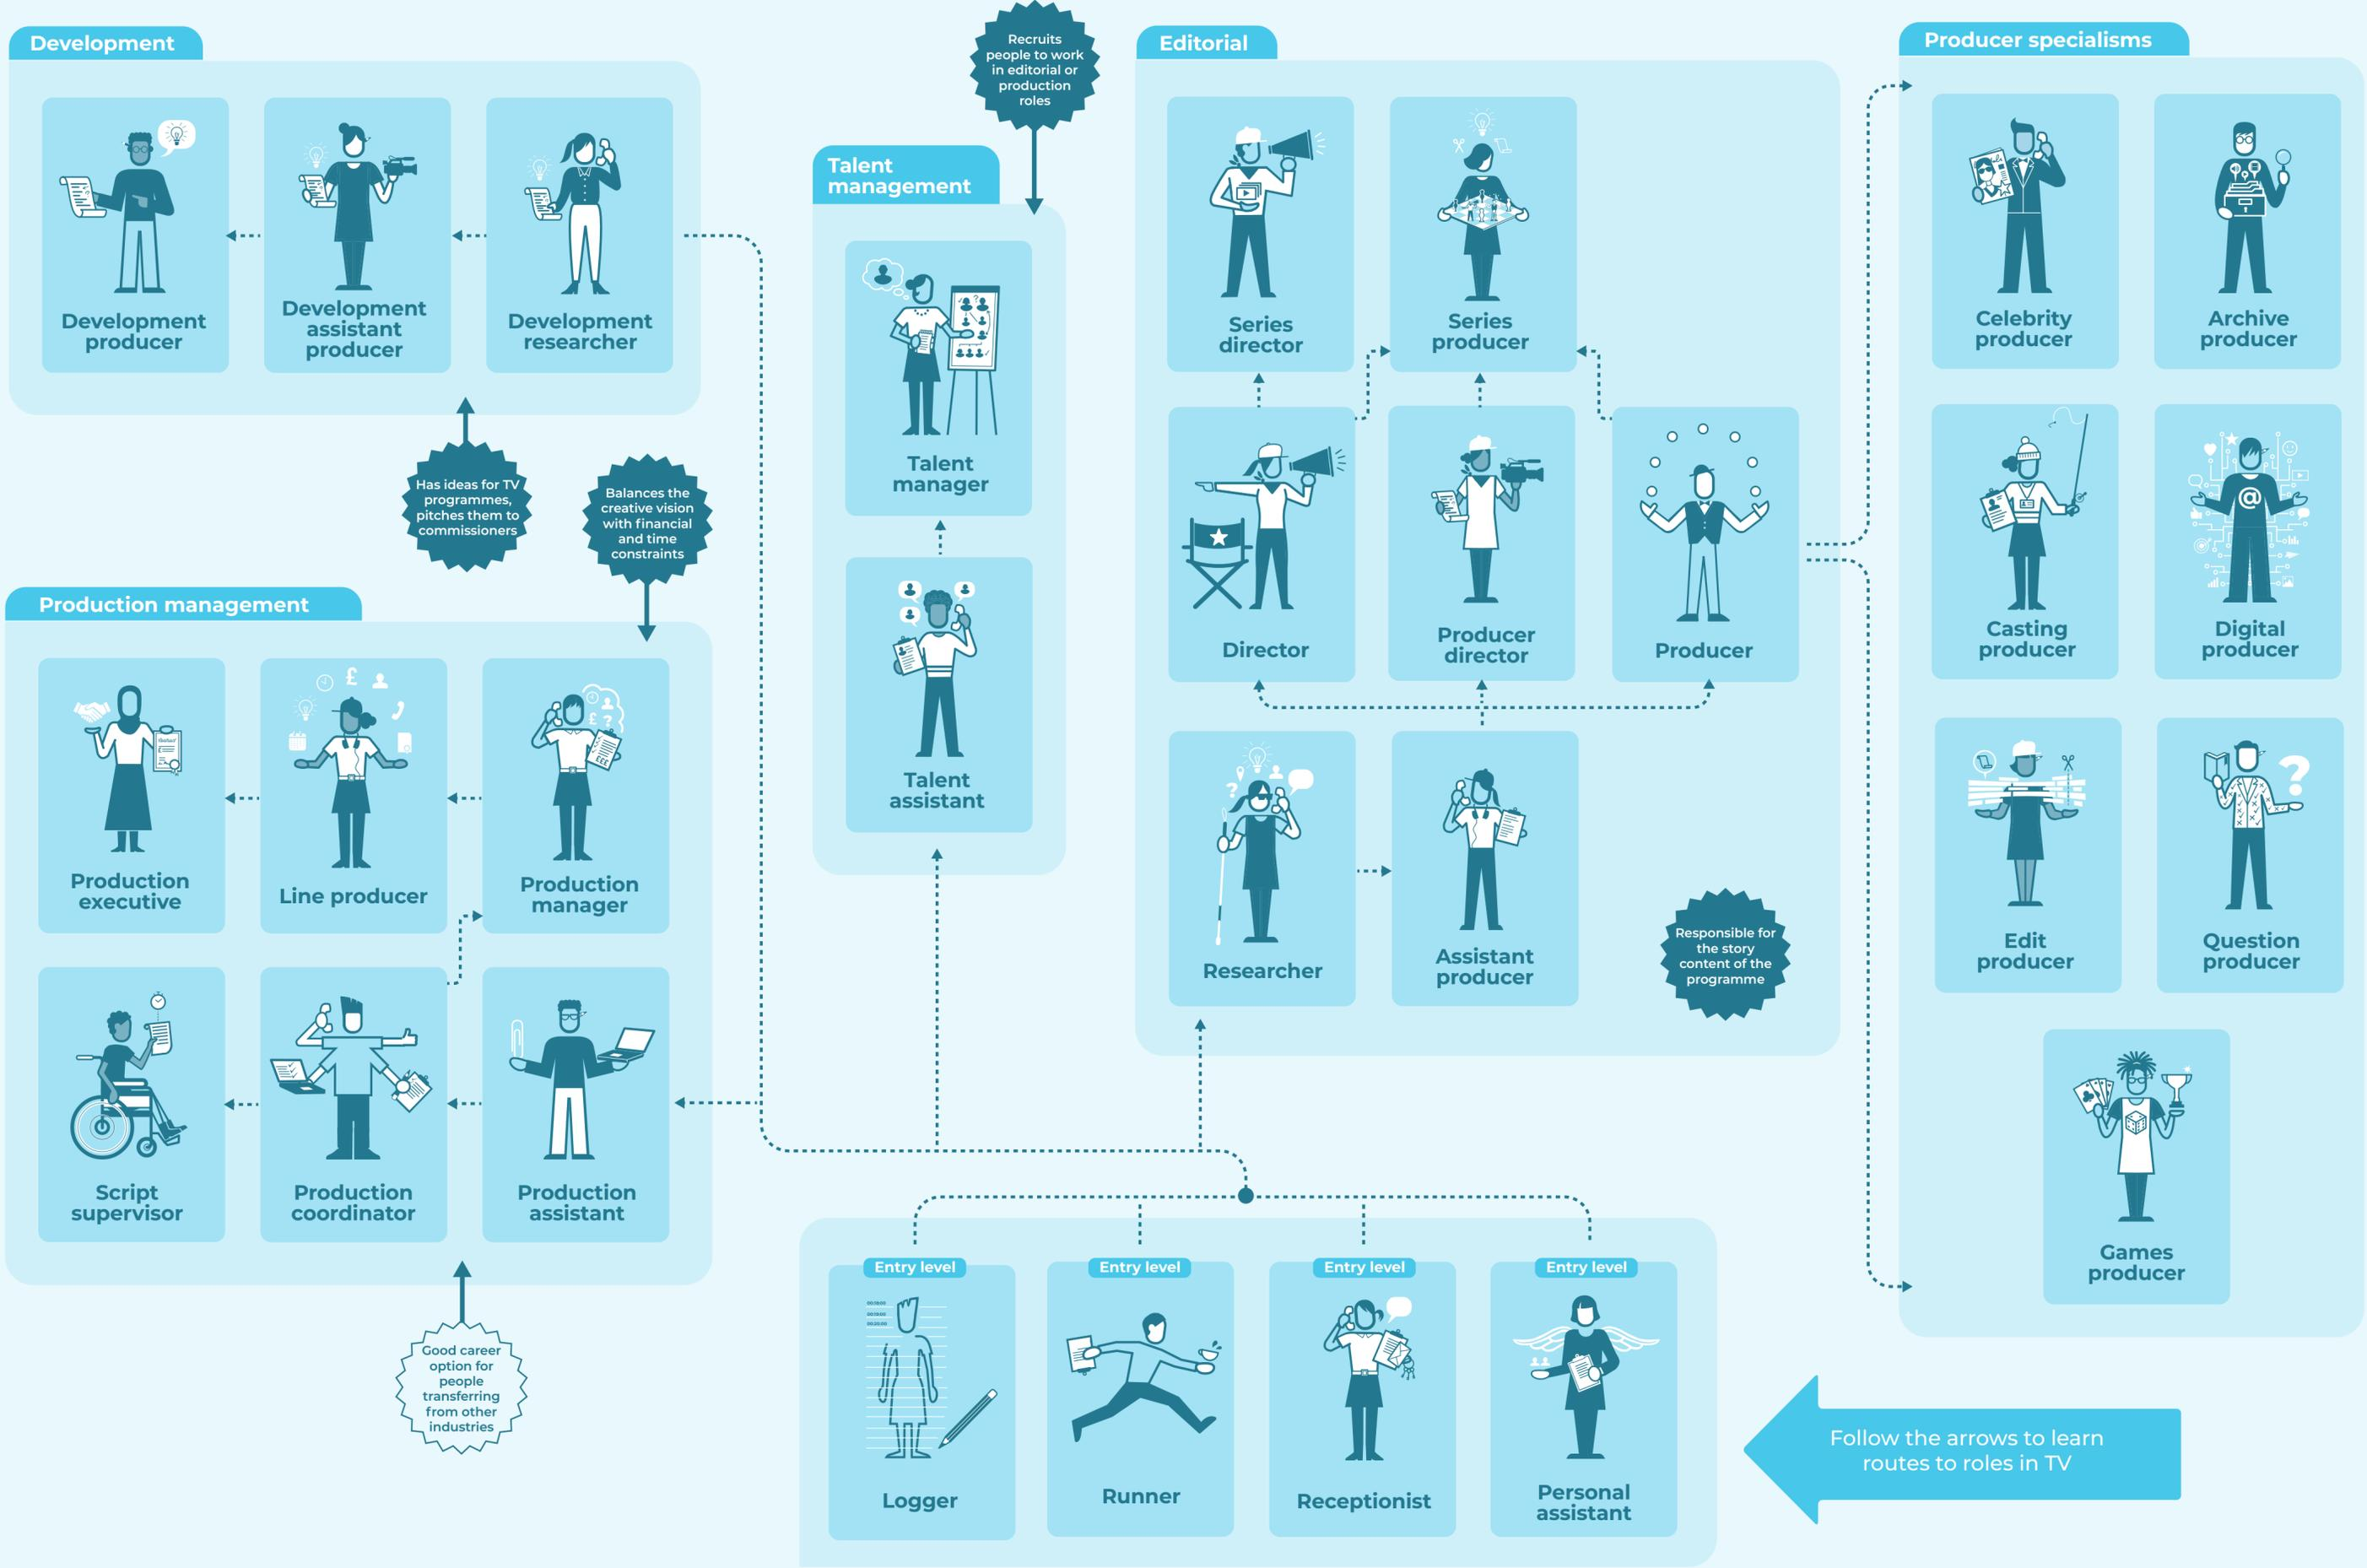 Development
Development
producer
Development
assistant
producer
Development
researcher
Has ideas for TV
programmes,
pitches them to
commissioners
Balances the
creative vision
with financial
and time
constraints
Production management
Production
executive
Line producer
Production
manager
Script
supervisor
Production
coordinator
Production
assistant
Good career
option for
people
transferring
from other
industries
Recruits
people to work
in editorial or
production
roles
Talent
management
Talent
manager
Talent
assistant
Editorial
Series
director
Series
producer
Director
Producer
director
Producer
Researcher
Assistant
producer
Responsible for
the story
content of the
programme
Producer specialisms
Celebrity
producer
Archive
producer
Casting
producer
Digital
producer
@
Edit
producer
Question
producer
Games
producer
Entry level
Logger
Entry level
Runner
Entry level
Receptionist
Entry level
Personal
assistant
Follow the arrows to learn
routes to roles in TV